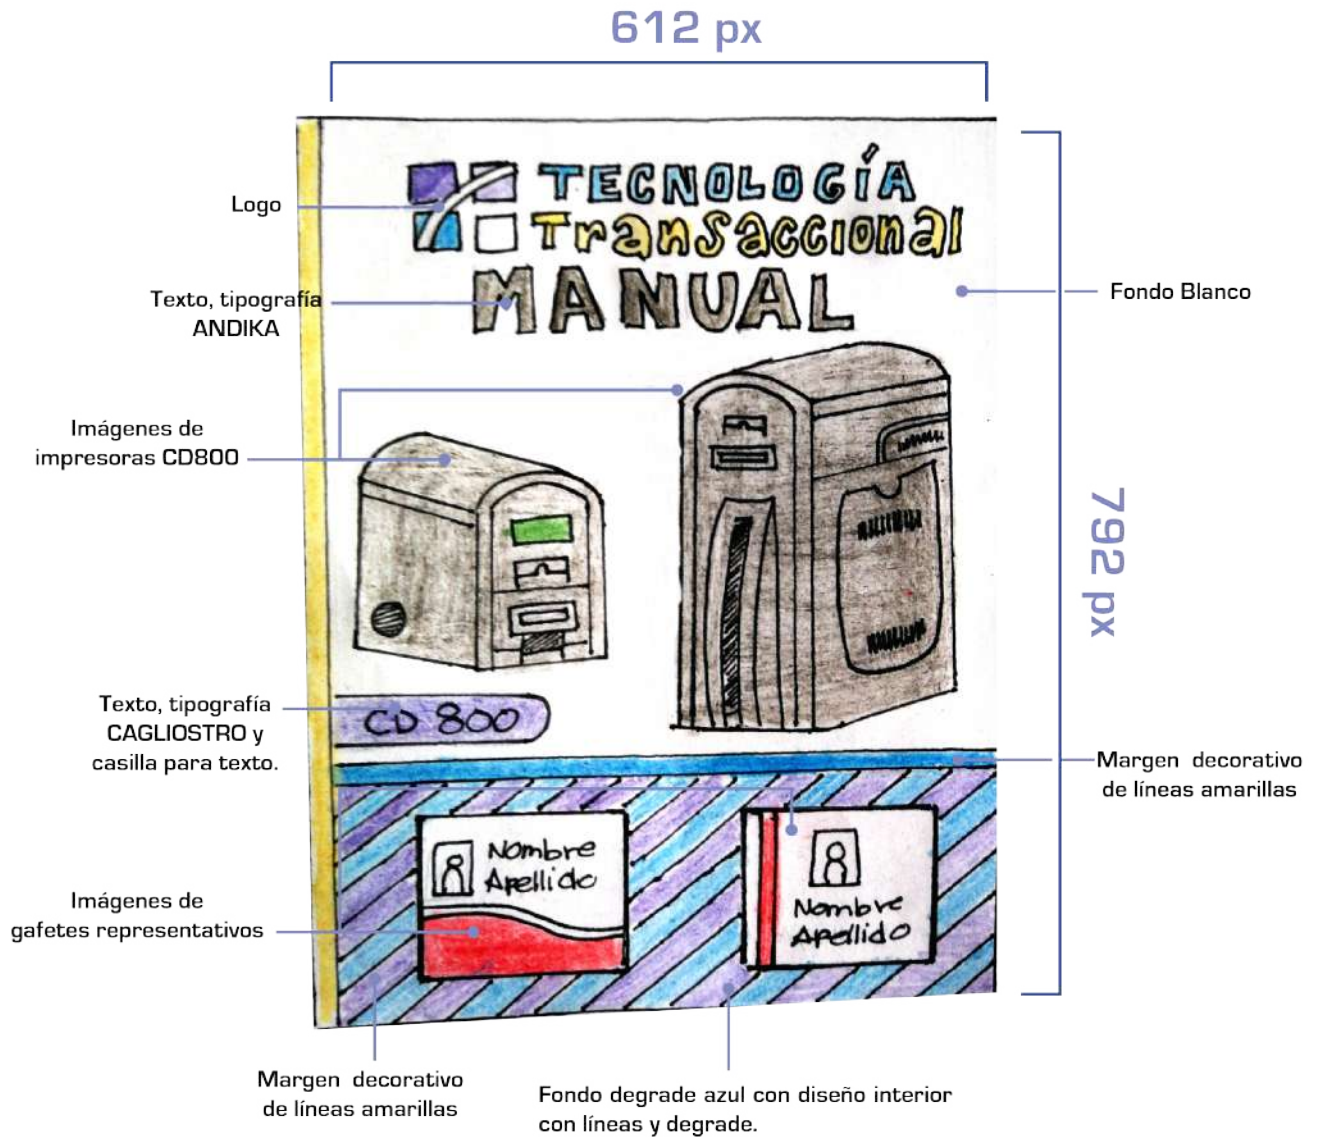 612 px
TECNOLOGÍA
Transaccional
MANUAL
Logo
Texto, tipografía
ANDIKA
Fondo Blanco
Imágenes de
impresoras CD800
792 px
Texto, tipografía
CAGLIOSTRO y
casilla para texto.
CD 800
Margen decorativo
de líneas amarillas
Nombre
Apellido
Nombre
Apellido
Imágenes de
gafetes representativos
Margen decorativo
de líneas amarillas
Fondo degrade azul con diseño interior
con líneas y degrade.